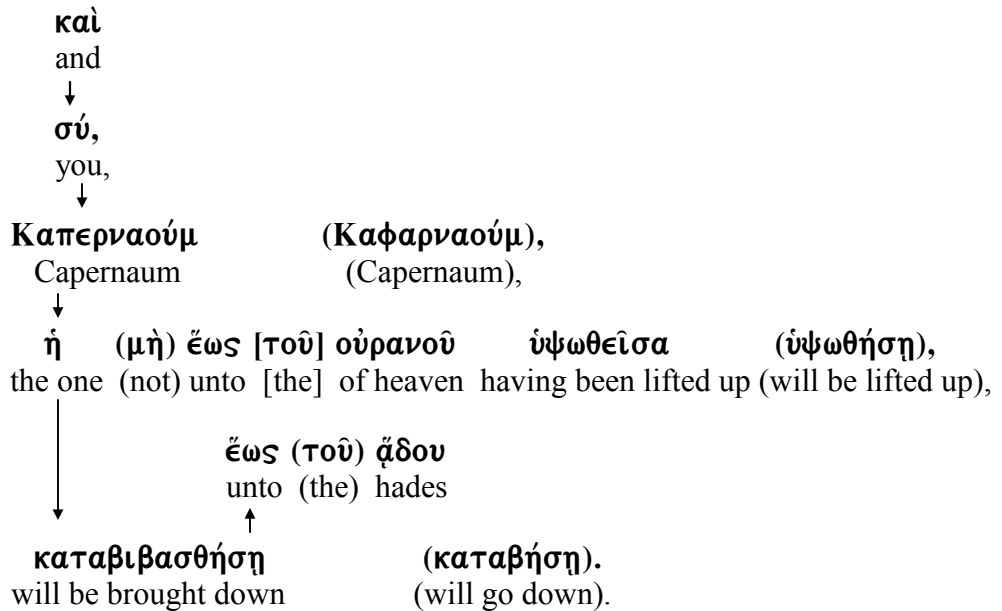 καὶ
and
σύ,
you,
Καπερναούμ (Καφαρναούμ),
Capernaum (Capernaum),
ἡ (μὴ) ἕως [τοῦ] οὐρανοῦ ὑψωθεῖσα (ὑψωθήσῃ),
the one (not) unto [the] of heaven having been lifted up (will be lifted up),
ἕως (τοῦ) ᾅδου
unto (the) hades
καταβιβασθήσῃ (καταβήσῃ).
will be brought down (will go down).